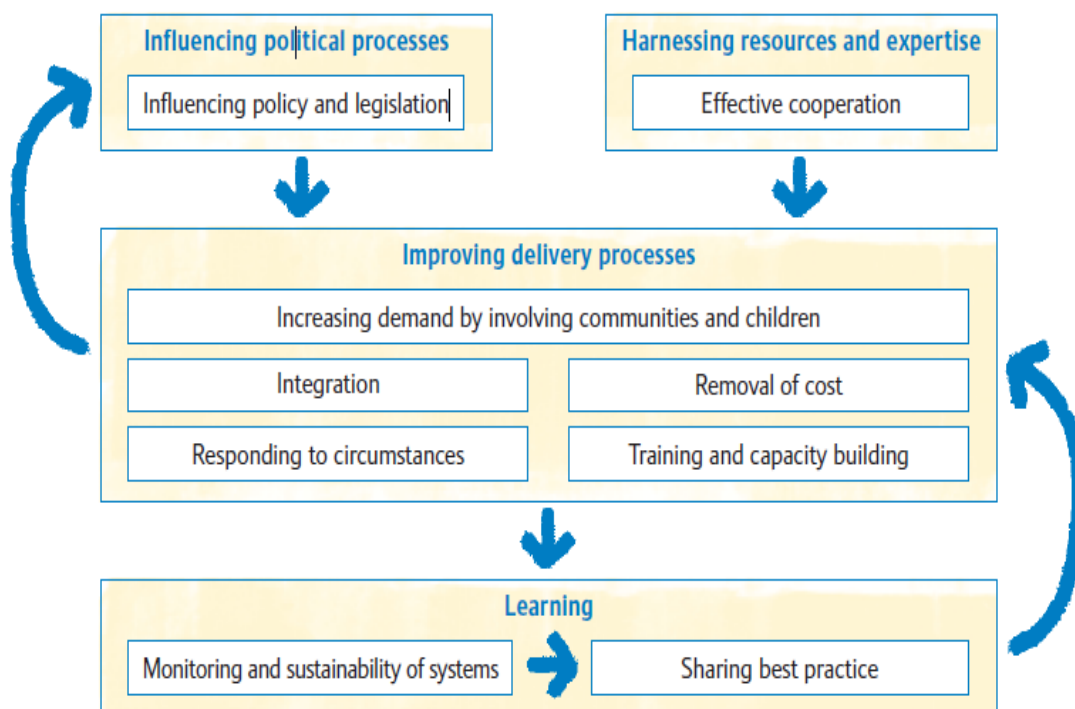 Influencing political processes
Influencing policy and legislation
Harnessing resources and expertise
Effective cooperation
Improving delivery processes
Increasing demand by involving communities and children
Integration
Removal of cost
Responding to circumstances
Training and capacity building
Learning
Monitoring and sustainability of systems
Sharing best practice